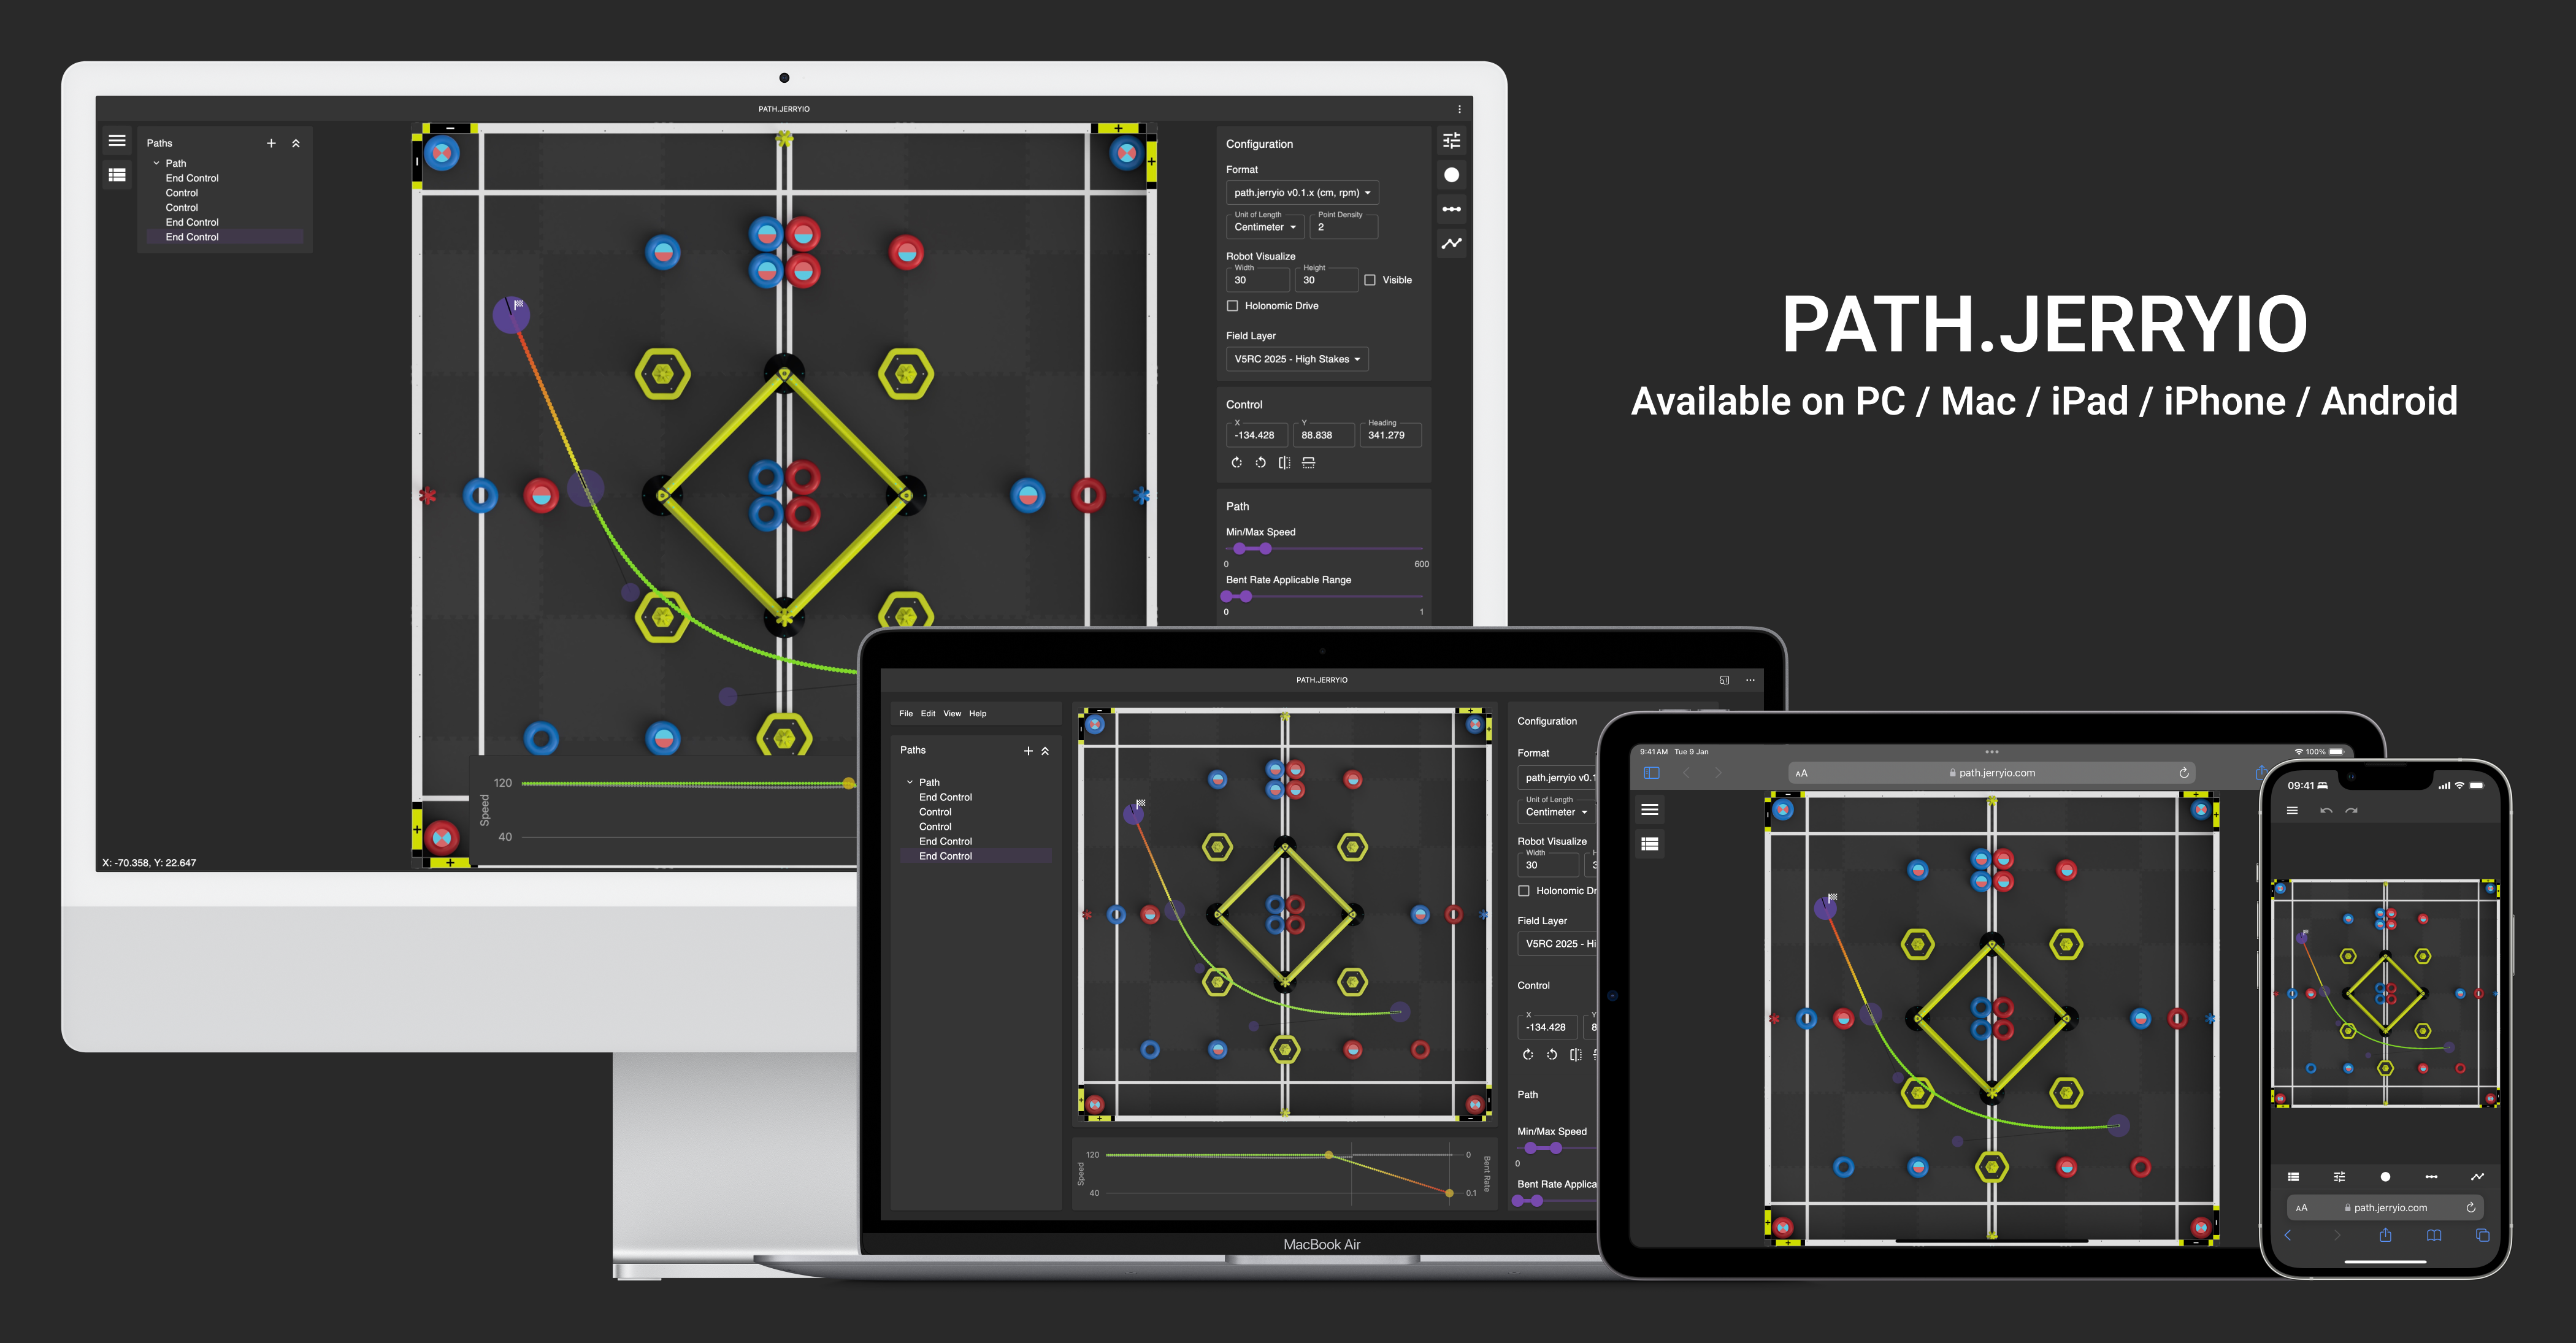 PATH.JERRYIO
Paths
Path
End Control
Control
Control
End Control
End Control
Configuration
Format
path.jerryio v0.1.x (cm, rpm)
Unit of Length
Centimeter
Point Density
2
Robot Visualize
Width
30
Height
30
Visible
Holonomic Drive
Field Layer
V5RC 2025 - High Stakes
Control
X
-134.428
Y
88.838
Heading
341.279
Path
Min/Max Speed
0
600
Bent Rate Applicable Range
0
1
Speed
120
40
X: -70.358, Y: 22.647
PATH.JERRYIO
Available on PC / Mac / iPad / iPhone / Android
PATH.JERRYIO
File Edit View Help
Paths
Path
End Control
Control
Control
End Control
End Control
Configuration
Format
path.jerryio v0.1
Unit of Length
Centimeter
Robot Visualize
Width
30
H
3
Holonomic Dr
Field Layer
V5RC 2025 - Hi
Control
X
-134.428
Y
8
Path
Min/Max Speed
0
Bent Rate Applica
Speed
120
40
0
0.1
Bent Rate
MacBook Air
9:41 AM Tue 9 Jan
100%
AA
path.jerryio.com
09:41
AA
path.jerryio.com